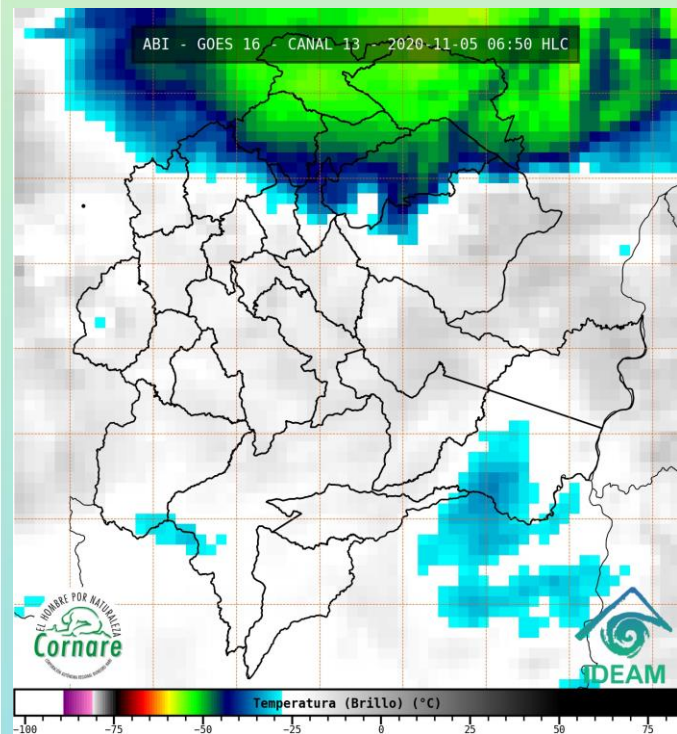 ABI - GOES 16 - CANAL 13 - 2020-11-05 06:50 HLC
EL HOMBRE POR NATURALEZA
Cornare
IDEAM
Temperatura (Brillo) (°C)
−100 −75 −50 −25 0 25 50 75